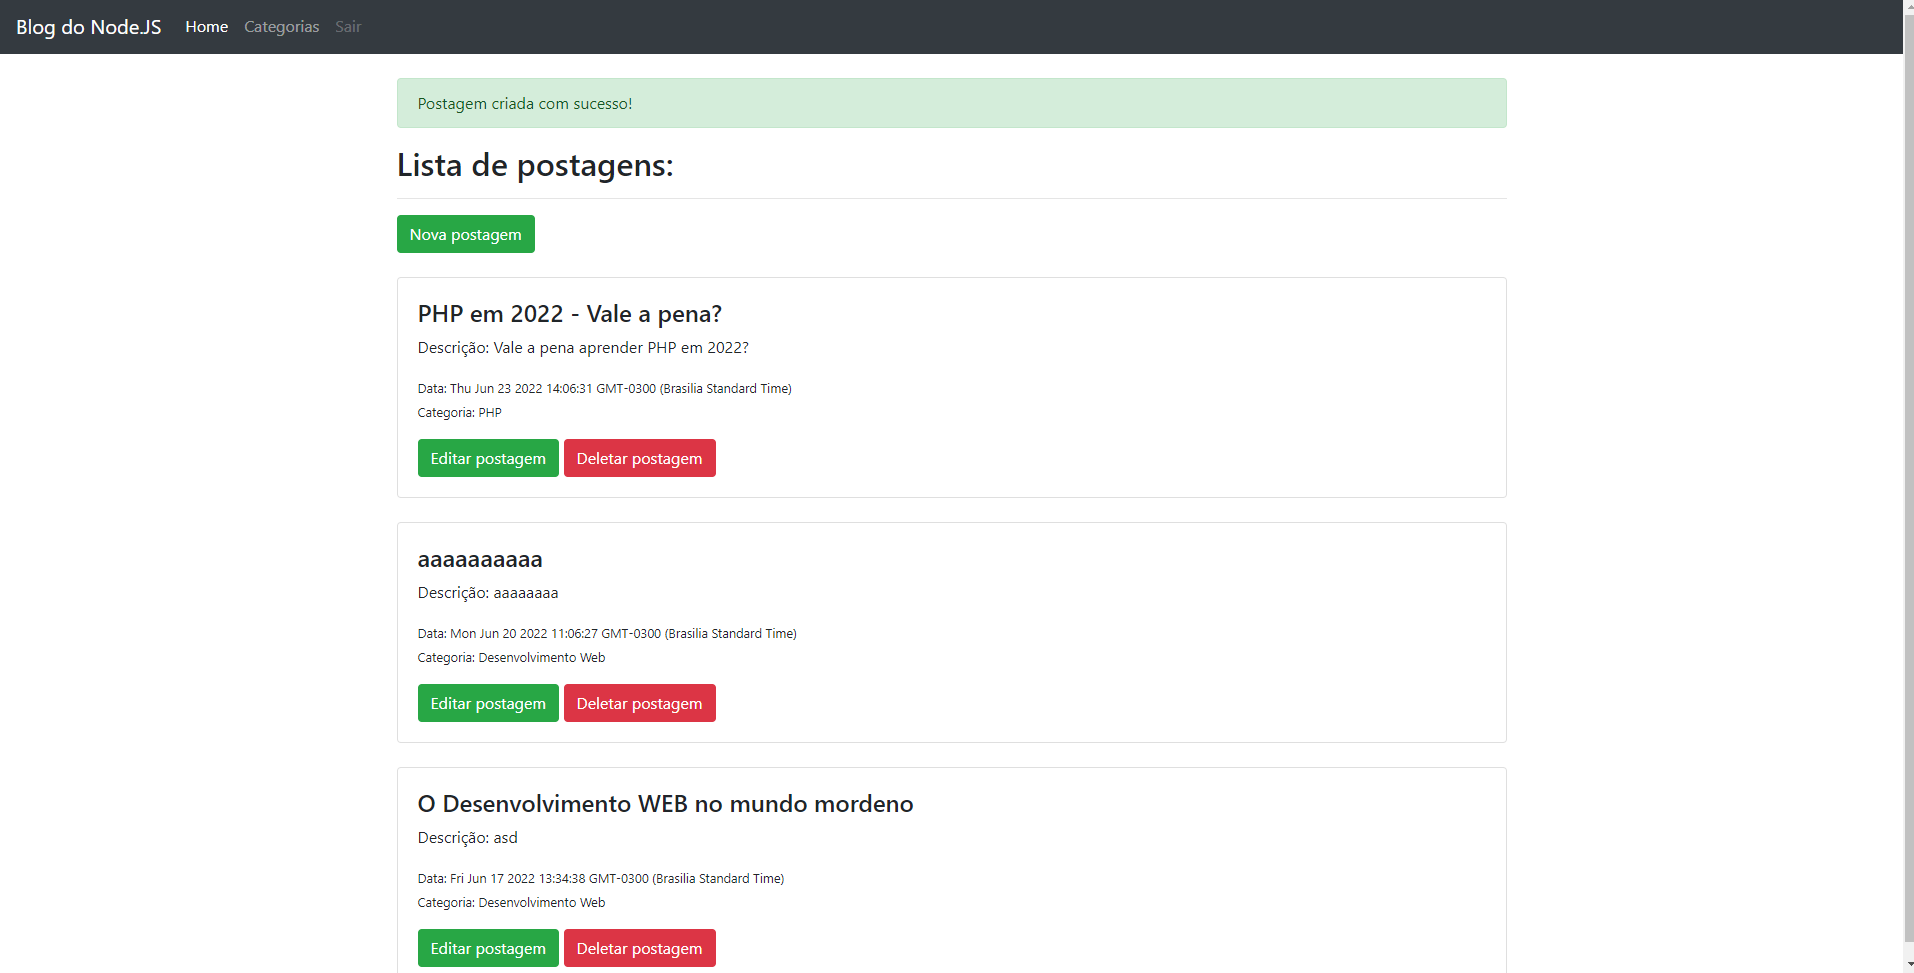 Blog do Node.JS Home Categorias Sair
Postagem criada com sucesso!
Lista de postagens:
Nova postagem
PHP em 2022 - Vale a pena?
Descrição: Vale a pena aprender PHP em 2022?
Data: Thu Jun 23 2022 14:06:31 GMT-0300 (Brasilia Standard Time)
Categoria: PHP
Editar postagem Deletar postagem
aaaaaaaaaa
Descrição: aaaaaaaa
Data: Mon Jun 20 2022 11:06:27 GMT-0300 (Brasilia Standard Time)
Categoria: Desenvolvimento Web
Editar postagem Deletar postagem
O Desenvolvimento WEB no mundo mordeno
Descrição: asd
Data: Fri Jun 17 2022 13:34:38 GMT-0300 (Brasilia Standard Time)
Categoria: Desenvolvimento Web
Editar postagem Deletar postagem